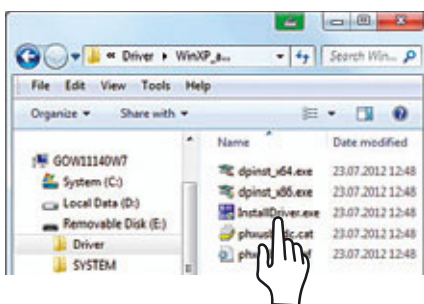 « Driver ▸ WinXP_a...
Search Win...
File Edit View Tools Help
Organize ▾ Share with ▾
Name Date modified
GOW11140W7
System (C:)
Local Data (D:)
Removable Disk (E:)
Driver
SYSTEM
dpinst_x64.exe 23.07.2012 12:48
dpinst_x86.exe 23.07.2012 12:48
InstallDriver.exe 23.07.2012 12:48
23.07.2012 12:48
23.07.2012 12:48